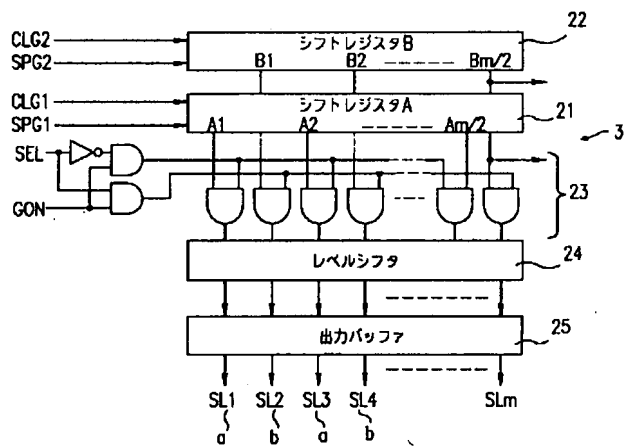 CLG2 シフトレジスタB 22
SPG2 B1 B2 Bm/2
CLG1 シフトレジスタA 21
SPG1 A1 A2 Am/2
3
SEL
23
GON
レベルシフタ 24
出力バッファ 25
SL1 SL2 SL3 SL4 SLm
a b a b